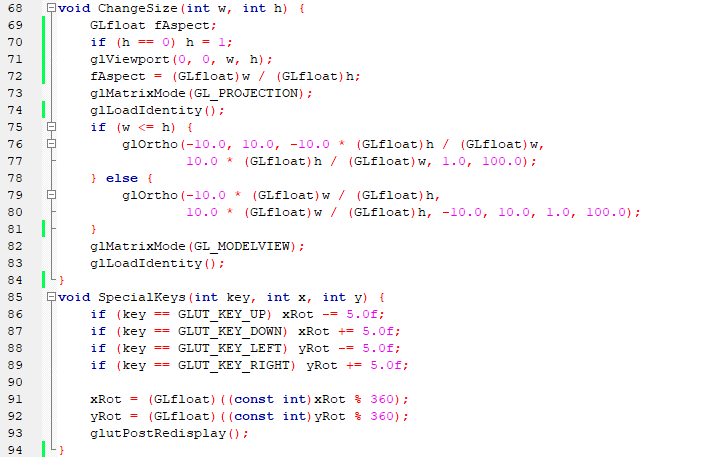 68 void ChangeSize(int w, int h) {
69     GLfloat fAspect;
70     if (h == 0) h = 1;
71     glViewport(0, 0, w, h);
72     fAspect = (GLfloat)w / (GLfloat)h;
73     glMatrixMode(GL_PROJECTION);
74     glLoadIdentity();
75     if (w <= h) {
76         glOrtho(-10.0, 10.0, -10.0 * (GLfloat)h / (GLfloat)w,
77                 10.0 * (GLfloat)h / (GLfloat)w, 1.0, 100.0);
78     } else {
79         glOrtho(-10.0 * (GLfloat)w / (GLfloat)h,
80                 10.0 * (GLfloat)w / (GLfloat)h, -10.0, 10.0, 1.0, 100.0);
81     }
82     glMatrixMode(GL_MODELVIEW);
83     glLoadIdentity();
84 }
85 void SpecialKeys(int key, int x, int y) {
86     if (key == GLUT_KEY_UP) xRot -= 5.0f;
87     if (key == GLUT_KEY_DOWN) xRot += 5.0f;
88     if (key == GLUT_KEY_LEFT) yRot -= 5.0f;
89     if (key == GLUT_KEY_RIGHT) yRot += 5.0f;
90
91     xRot = (GLfloat)((const int)xRot % 360);
92     yRot = (GLfloat)((const int)yRot % 360);
93     glutPostRedisplay();
94 }